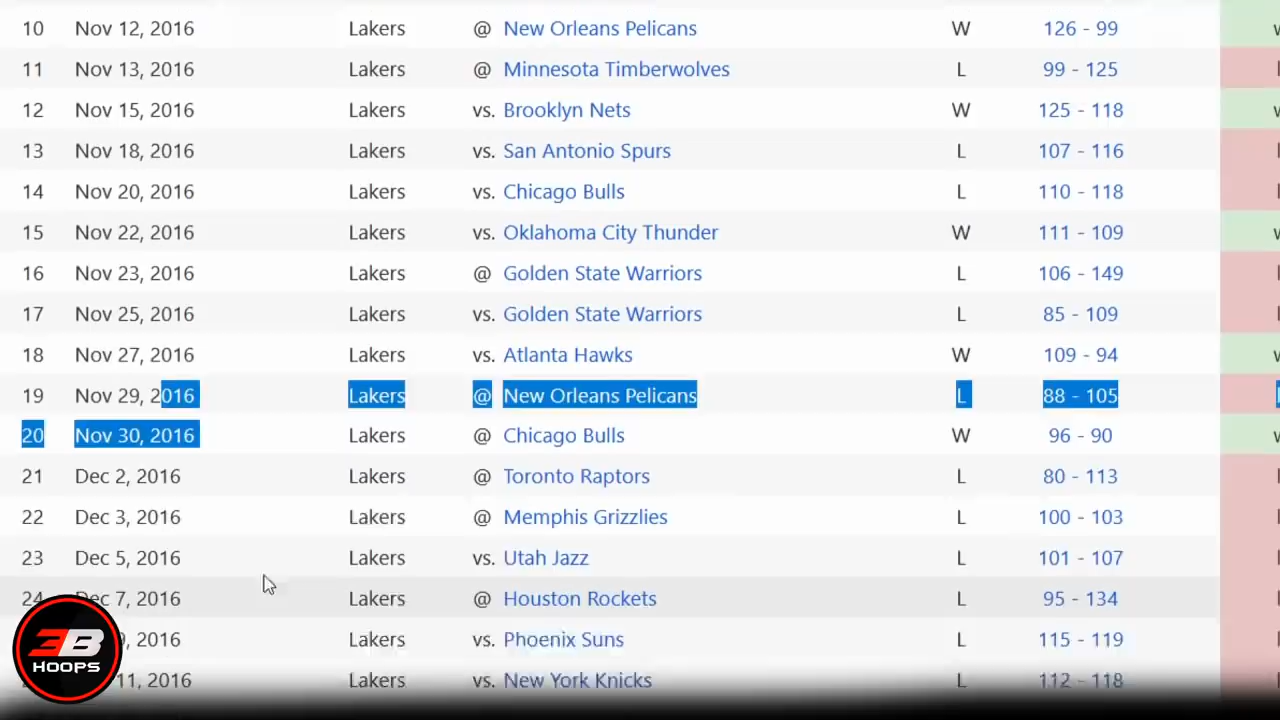 10 Nov 12, 2016 Lakers @ New Orleans Pelicans W 126 - 99
11 Nov 13, 2016 Lakers @ Minnesota Timberwolves L 99 - 125
12 Nov 15, 2016 Lakers vs. Brooklyn Nets W 125 - 118
13 Nov 18, 2016 Lakers vs. San Antonio Spurs L 107 - 116
14 Nov 20, 2016 Lakers vs. Chicago Bulls L 110 - 118
15 Nov 22, 2016 Lakers vs. Oklahoma City Thunder W 111 - 109
16 Nov 23, 2016 Lakers @ Golden State Warriors L 106 - 149
17 Nov 25, 2016 Lakers vs. Golden State Warriors L 85 - 109
18 Nov 27, 2016 Lakers vs. Atlanta Hawks W 109 - 94
19 Nov 29, 2016 Lakers @ New Orleans Pelicans L 88 - 105
20 Nov 30, 2016 Lakers @ Chicago Bulls W 96 - 90
21 Dec 2, 2016 Lakers @ Toronto Raptors L 80 - 113
22 Dec 3, 2016 Lakers @ Memphis Grizzlies L 100 - 103
23 Dec 5, 2016 Lakers vs. Utah Jazz L 101 - 107
24 Dec 7, 2016 Lakers @ Houston Rockets L 95 - 134
9, 2016 Lakers vs. Phoenix Suns L 115 - 119
11, 2016 Lakers vs. New York Knicks L 112 - 118
3B
HOOPS